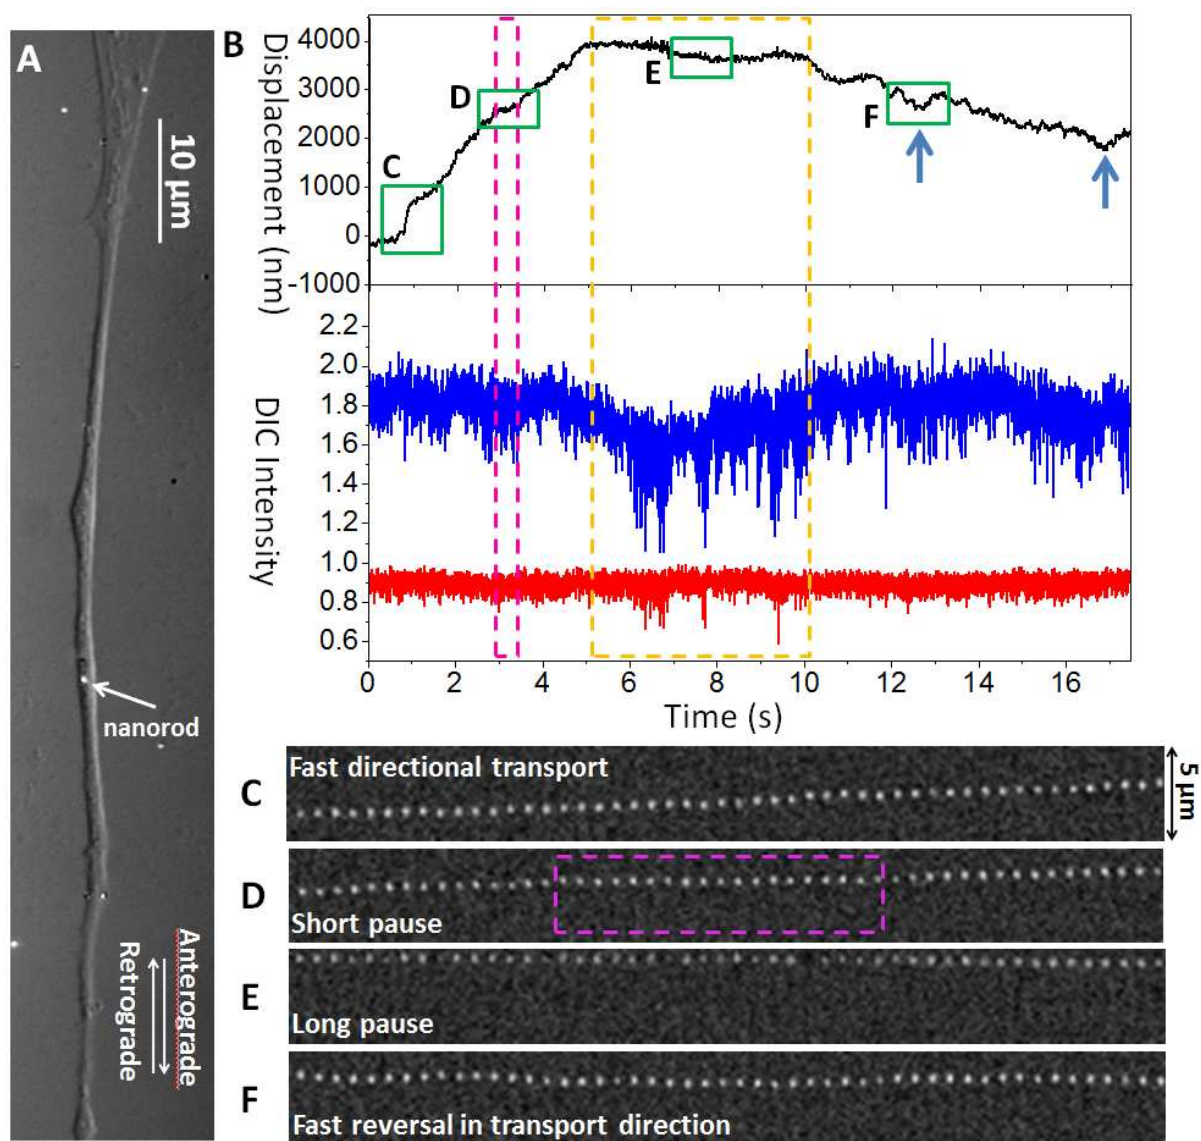 A
10 μm
nanorod
Anterograde
Retrograde
B
Displacement (nm)
4000
3000
2000
1000
0
-1000
C
D
E
F
DIC Intensity
2.2
2.0
1.8
1.6
1.4
1.2
1.0
0.8
0.6
0 2 4 6 8 10 12 14 16
Time (s)
C
Fast directional transport
5 μm
D
Short pause
E
Long pause
F
Fast reversal in transport direction